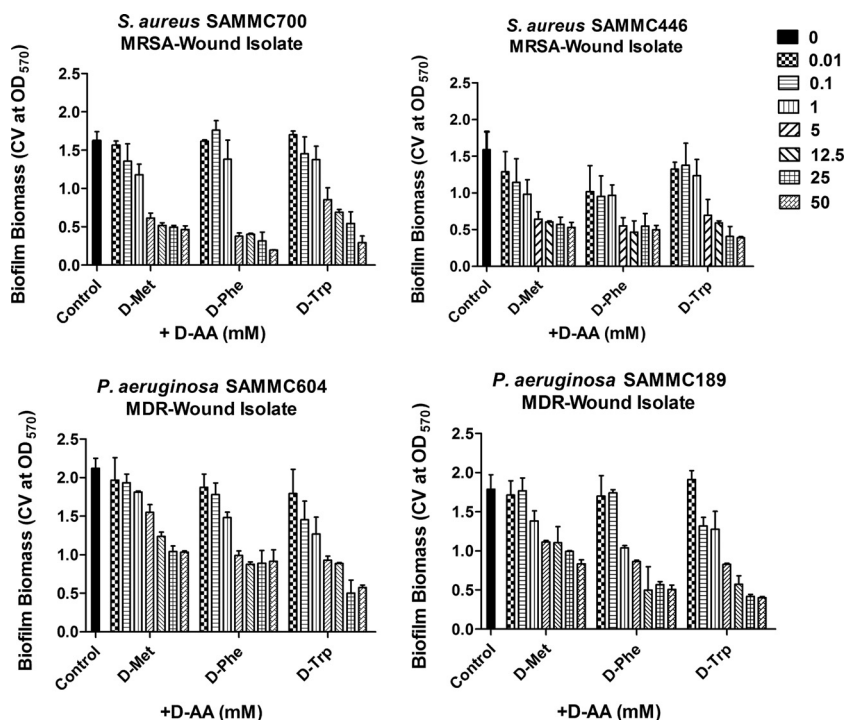 S. aureus SAMMC700
MRSA-Wound Isolate
Biofilm Biomass (CV at OD570)
2.5
2.0
1.5
1.0
0.5
0.0
Control
D-Met
D-Phe
D-Trp
+ D-AA (mM)
S. aureus SAMMC446
MRSA-Wound Isolate
Biofilm Biomass (CV at OD570)
2.5
2.0
1.5
1.0
0.5
0.0
Control
D-Met
D-Phe
D-Trp
+D-AA (mM)
0
0.01
0.1
1
5
12.5
25
50
P. aeruginosa SAMMC604
MDR-Wound Isolate
Biofilm Biomass (CV at OD570)
2.5
2.0
1.5
1.0
0.5
0.0
Control
D-Met
D-Phe
D-Trp
+D-AA (mM)
P. aeruginosa SAMMC189
MDR-Wound Isolate
Biofilm Biomass (CV at OD570)
2.5
2.0
1.5
1.0
0.5
0.0
Control
D-Met
D-Phe
D-Trp
+D-AA (mM)